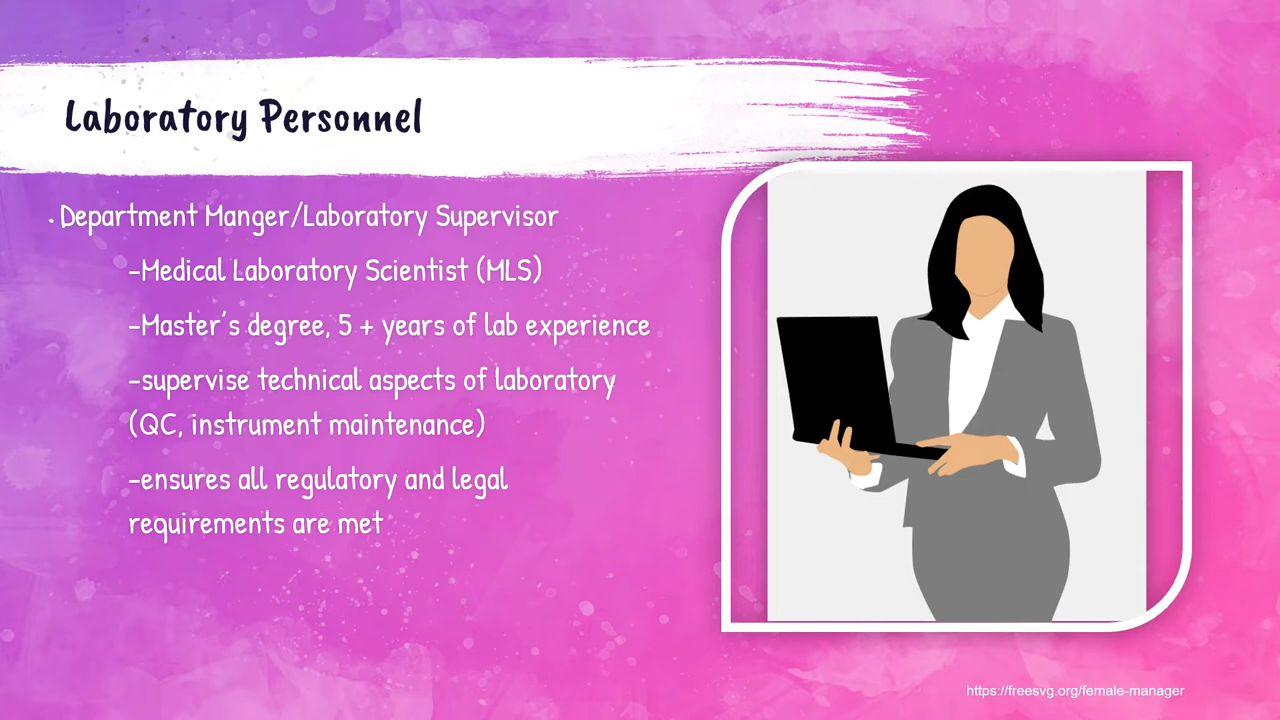 Laboratory Personnel
• Department Manger/Laboratory Supervisor
-Medical Laboratory Scientist (MLS)
-Master's degree, 5 + years of lab experience
-supervise technical aspects of laboratory
(QC, instrument maintenance)
-ensures all regulatory and legal
requirements are met
https://freesvg.org/female-manager